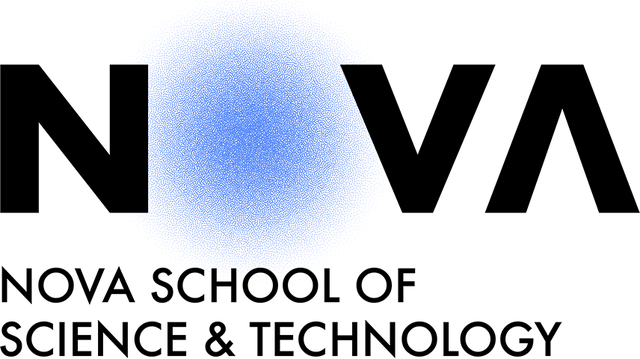 NOVA
NOVA SCHOOL OF
SCIENCE & TECHNOLOGY